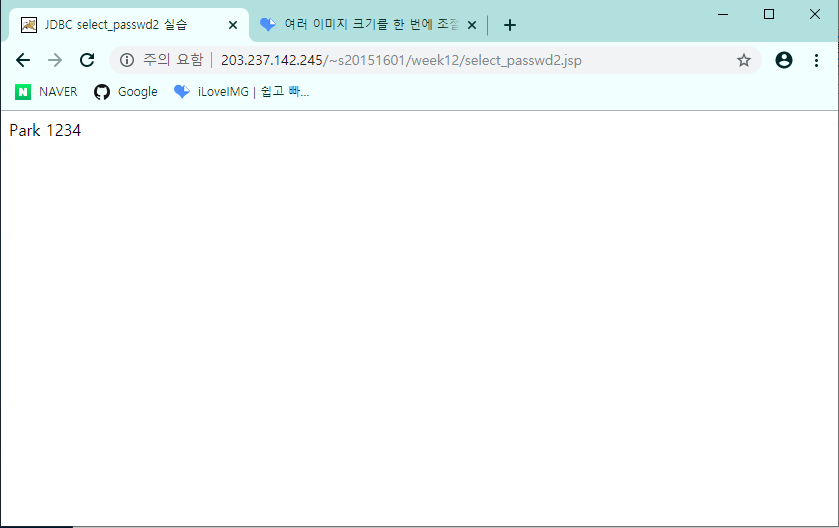 JDBC select_passwd2 실습
여러 이미지 크기를 한 번에 조절
주의 요함 203.237.142.245/~s20151601/week12/select_passwd2.jsp
NAVER Google iLoveIMG | 쉽고 빠...
Park 1234